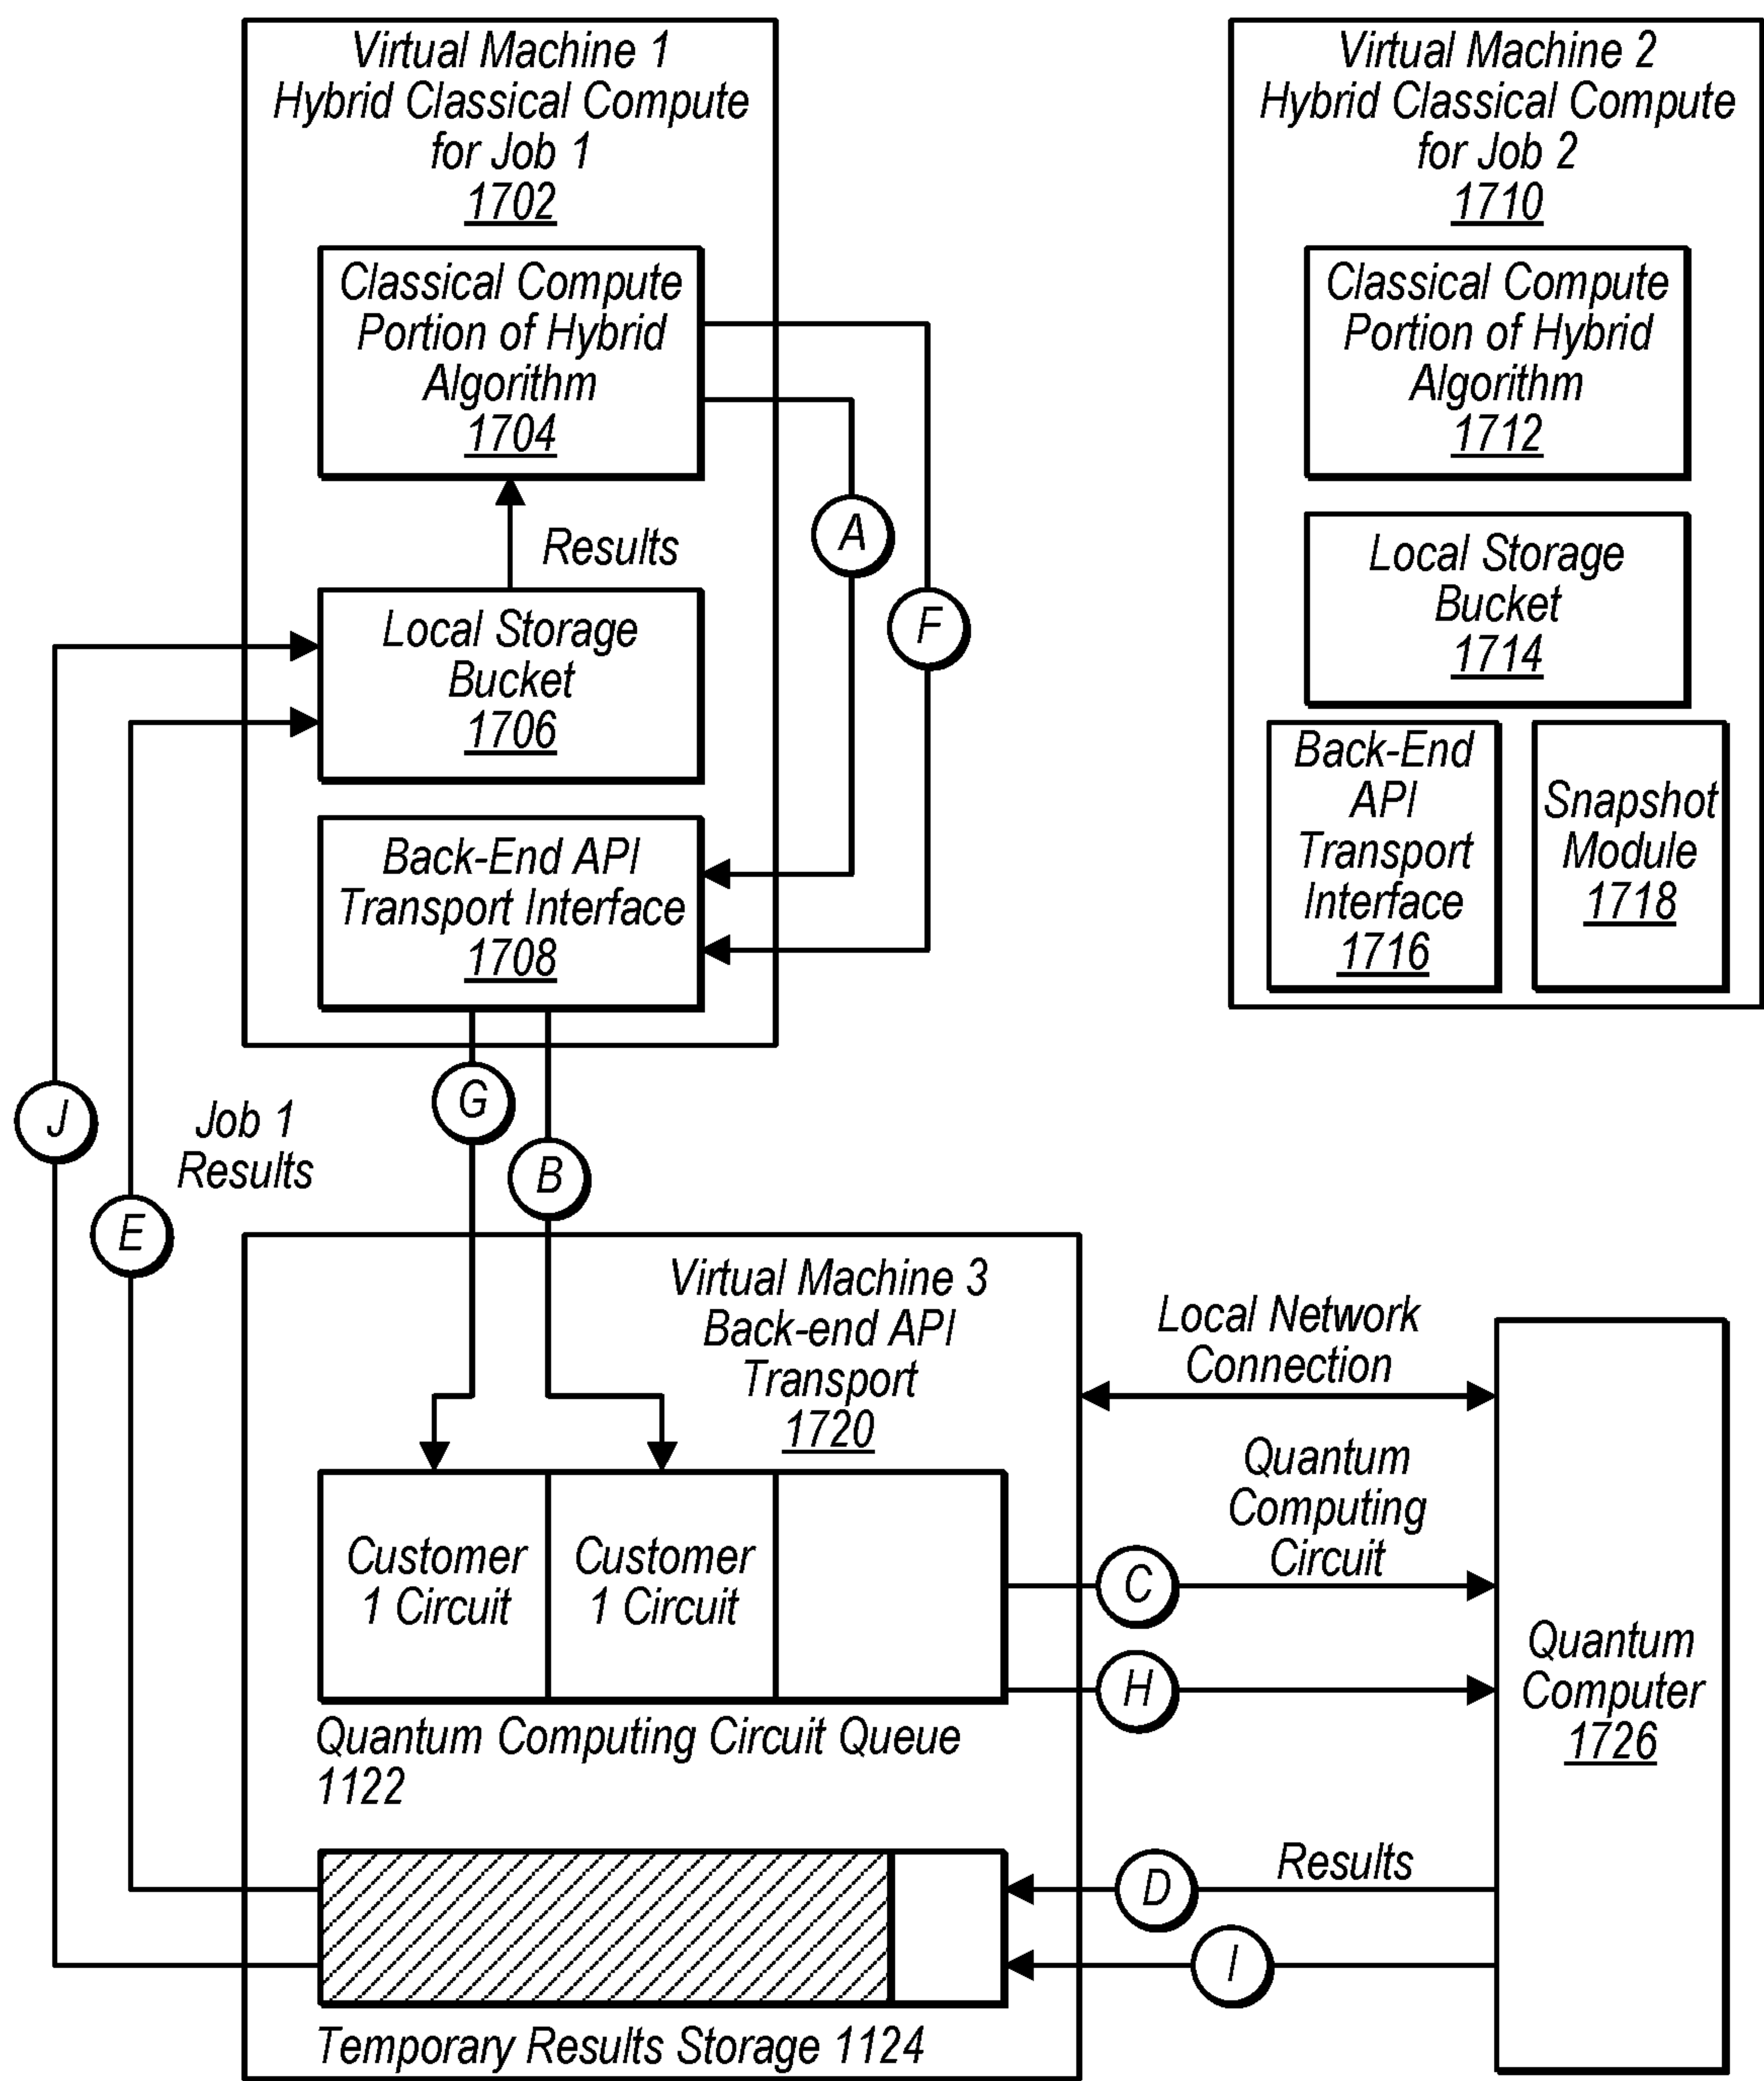 Virtual Machine 1
Hybrid Classical Compute
for Job 1
1702
Classical Compute
Portion of Hybrid
Algorithm
1704
Results
A
F
Local Storage
Bucket
1706
Back-End API
Transport Interface
1708
Virtual Machine 2
Hybrid Classical Compute
for Job 2
1710
Classical Compute
Portion of Hybrid
Algorithm
1712
Local Storage
Bucket
1714
Back-End
API
Transport
Interface
1716
Snapshot
Module
1718
J
E
Job 1
Results
G
B
Virtual Machine 3
Back-end API
Transport
1720
Customer
1 Circuit
Customer
1 Circuit
Quantum Computing Circuit Queue
1122
Temporary Results Storage 1124
Local Network
Connection
Quantum
Computing
Circuit
C
H
Results
D
I
Quantum
Computer
1726